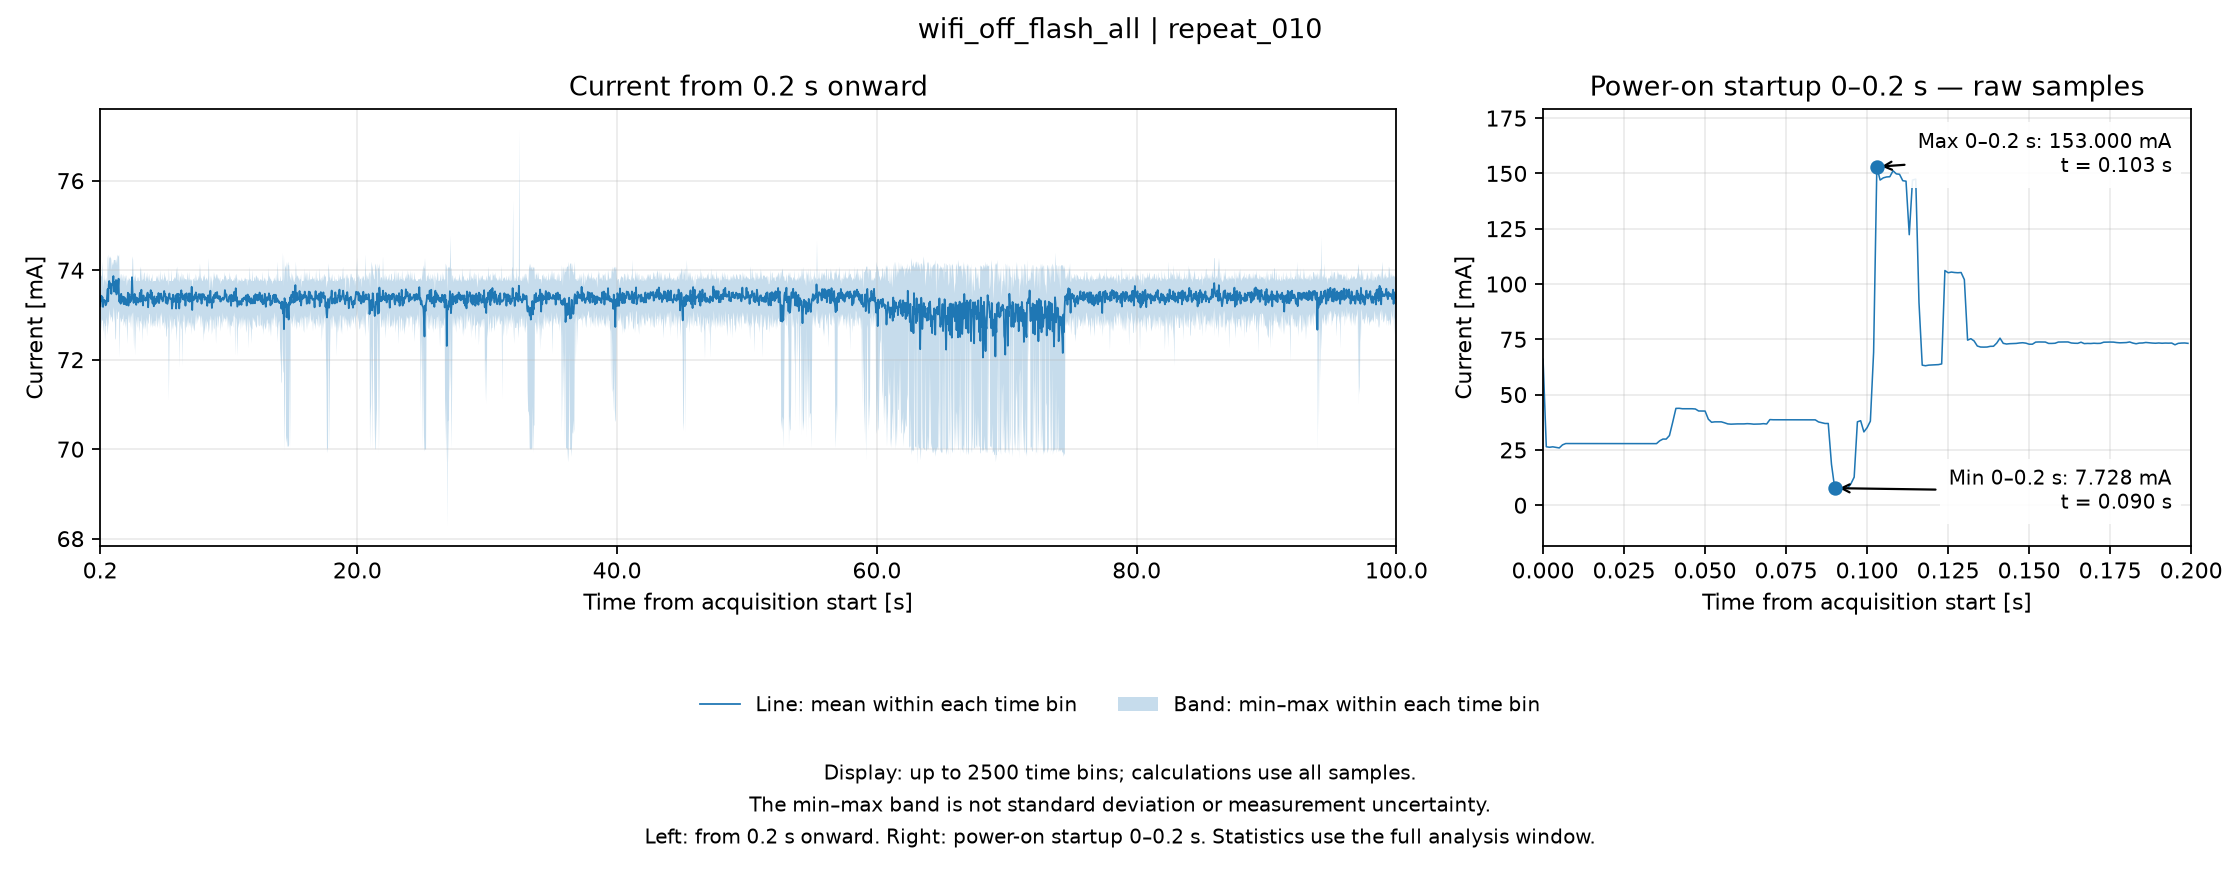 wifi_off_flash_all | repeat_010
Current from 0.2 s onward
Current [mA]
76
74
72
70
68
0.2
20.0
40.0
60.0
80.0
100.0
Time from acquisition start [s]
Power-on startup 0–0.2 s — raw samples
Current [mA]
175
150
125
100
75
50
25
0
Max 0–0.2 s: 153.000 mA
t = 0.103 s
Min 0–0.2 s: 7.728 mA
t = 0.090 s
0.000
0.025
0.050
0.075
0.100
0.125
0.150
0.175
0.200
Time from acquisition start [s]
Line: mean within each time bin
Band: min–max within each time bin
Display: up to 2500 time bins; calculations use all samples.
The min–max band is not standard deviation or measurement uncertainty.
Left: from 0.2 s onward. Right: power-on startup 0–0.2 s. Statistics use the full analysis window.